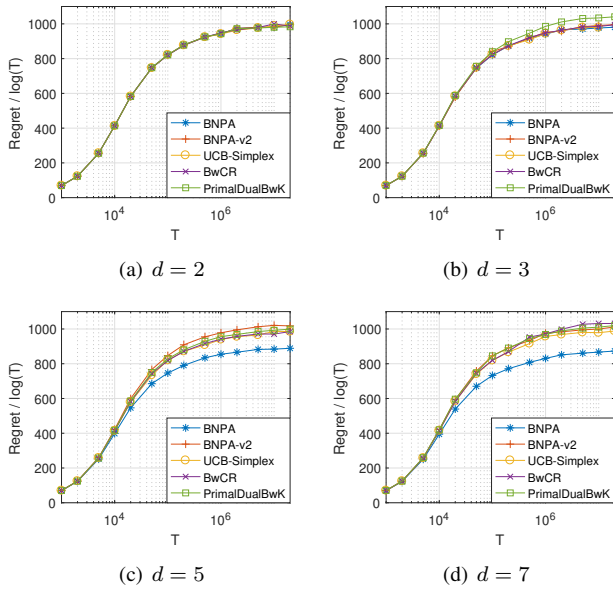 Regret / log(T)
1000
800
600
400
200
0
BNPA
BNPA-v2
UCB-Simplex
BwCR
PrimalDualBwK
10^4
10^6
T
(a) d = 2
Regret / log(T)
1000
800
600
400
200
0
BNPA
BNPA-v2
UCB-Simplex
BwCR
PrimalDualBwK
10^4
10^6
T
(b) d = 3
Regret / log(T)
1000
800
600
400
200
0
BNPA
BNPA-v2
UCB-Simplex
BwCR
PrimalDualBwK
10^4
10^6
T
(c) d = 5
Regret / log(T)
1000
800
600
400
200
0
BNPA
BNPA-v2
UCB-Simplex
BwCR
PrimalDualBwK
10^4
10^6
T
(d) d = 7